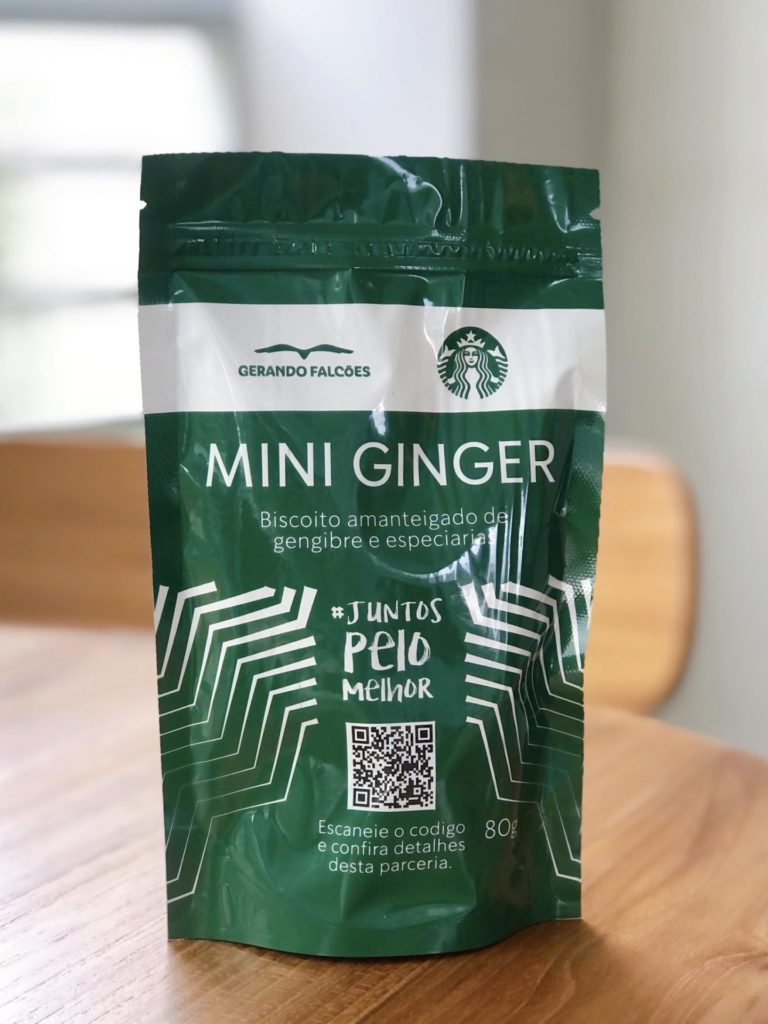 GERANDO FALCÕES
MINI GINGER
Biscoito amanteigado de
gengibre e especiarias
#JUNTOS
PELO
MELHOR
Escaneie o codigo
e confira detalhes
desta parceria.
80g